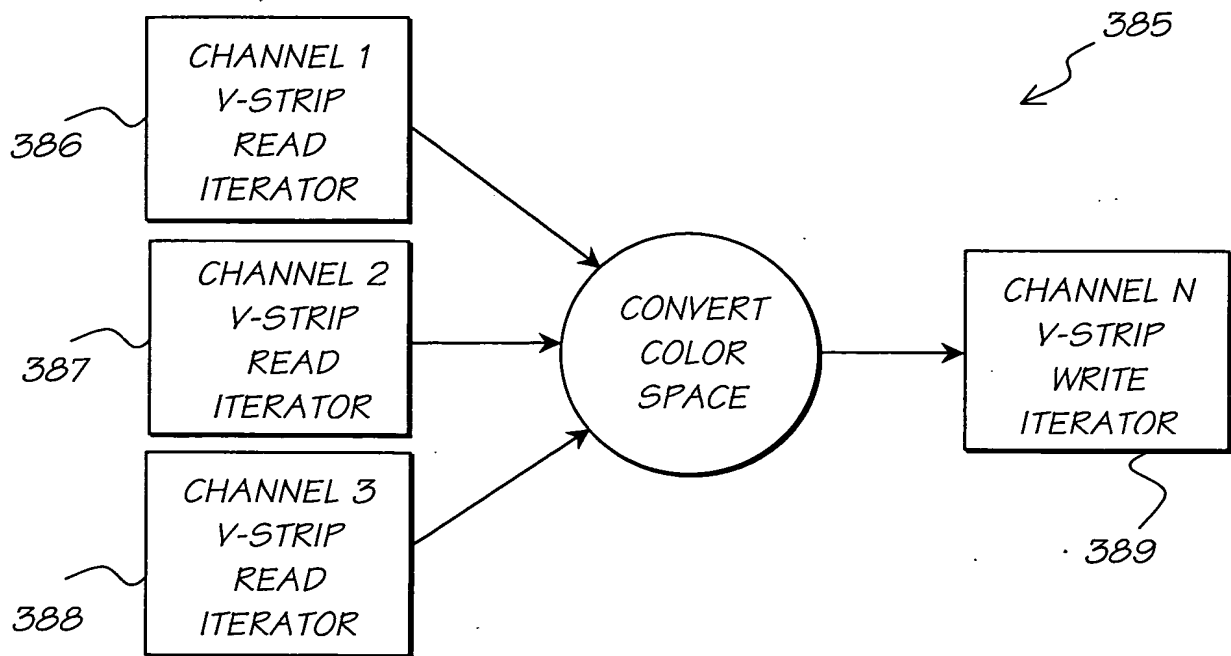 CHANNEL 1
V-STRIP
READ
ITERATOR
386
CHANNEL 2
V-STRIP
READ
ITERATOR
387
CHANNEL 3
V-STRIP
READ
ITERATOR
388
CONVERT
COLOR
SPACE
385
CHANNEL N
V-STRIP
WRITE
ITERATOR
389